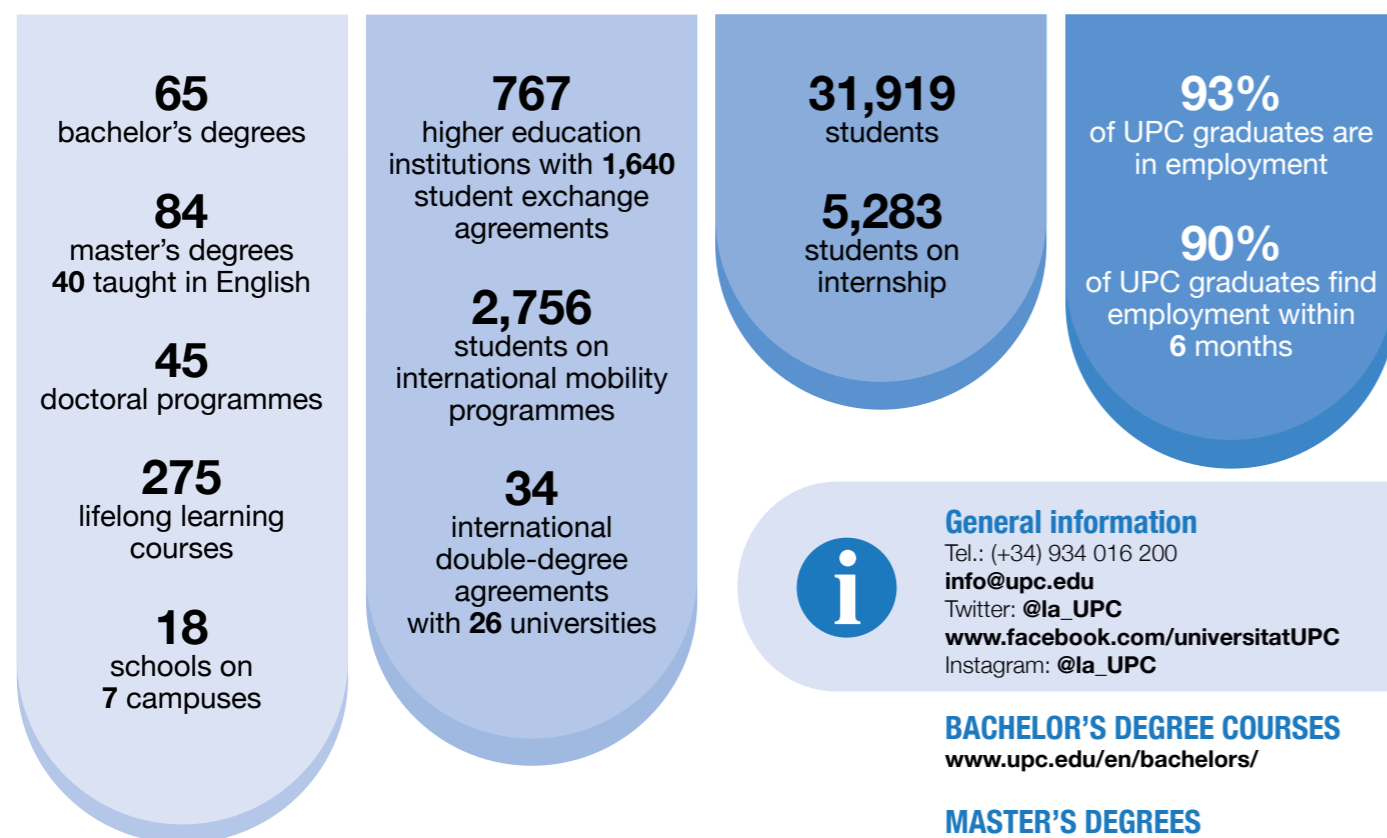 65
bachelor’s degrees
84
master’s degrees
40 taught in English
45
doctoral programmes
275
lifelong learning
courses
18
schools on
7 campuses
767
higher education
institutions with 1,640
student exchange
agreements
2,756
students on
international mobility
programmes
34
international
double-degree
agreements
with 26 universities
31,919
students
5,283
students on
internship
93%
of UPC graduates are
in employment
90%
of UPC graduates find
employment within
6 months
i
General information
Tel.: (+34) 934 016 200
info@upc.edu
Twitter: @la_UPC
www.facebook.com/universitatUPC
Instagram: @la_UPC
BACHELOR’S DEGREE COURSES
www.upc.edu/en/bachelors/
MASTER’S DEGREES